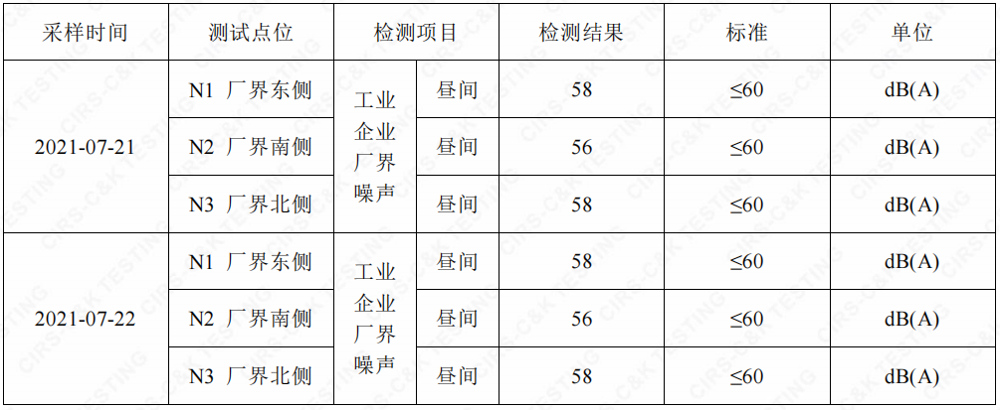 采样时间 测试点位 检测项目 检测结果 标准 单位
2021-07-21 N1 厂界东侧 工业企业厂界噪声 昼间 58 ≤60 dB(A)
N2 厂界南侧 昼间 56 ≤60 dB(A)
N3 厂界北侧 昼间 58 ≤60 dB(A)
2021-07-22 N1 厂界东侧 工业企业厂界噪声 昼间 58 ≤60 dB(A)
N2 厂界南侧 昼间 56 ≤60 dB(A)
N3 厂界北侧 昼间 58 ≤60 dB(A)
CIRS-C&K TESTING